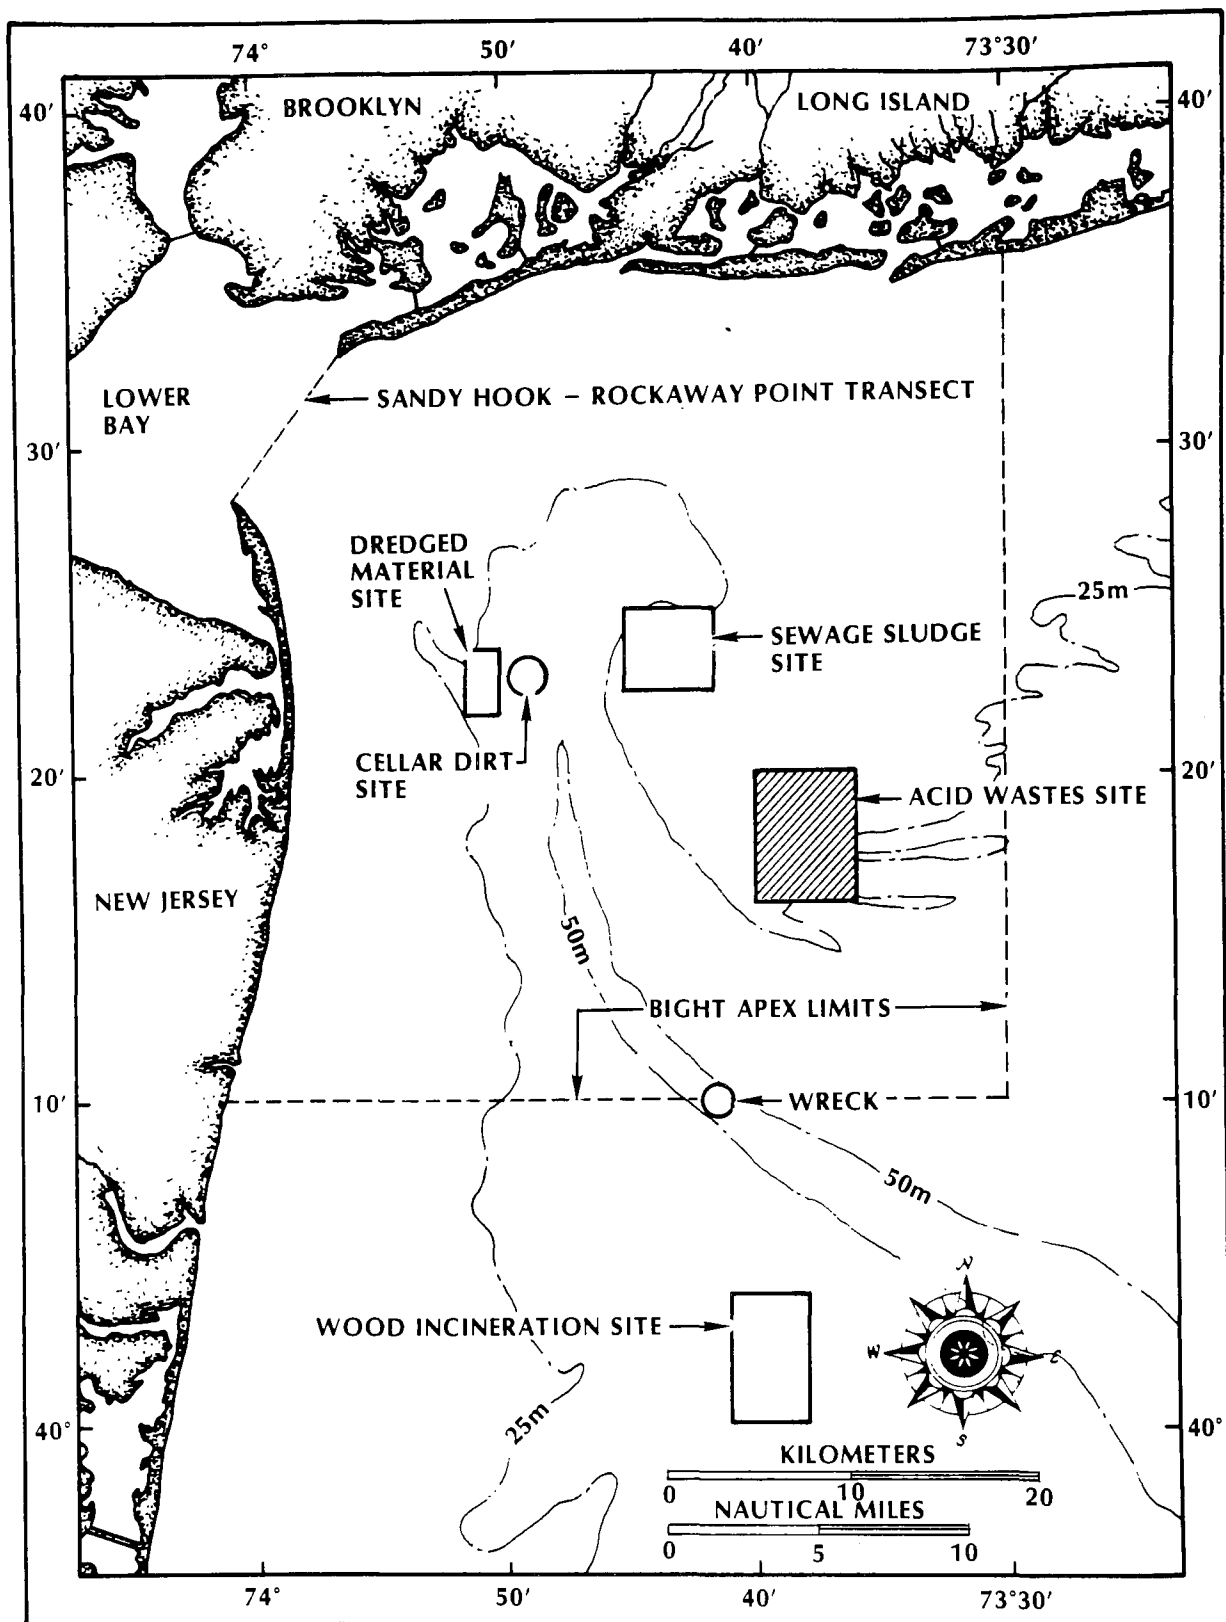 74° 50' 40' 73°30'
40' BROOKLYN LONG ISLAND 40'
LOWER
BAY
SANDY HOOK – ROCKAWAY POINT TRANSECT
30' 30'
DREDGED
MATERIAL
SITE
25m
SEWAGE SLUDGE
SITE
CELLAR DIRT
SITE
20' 20'
ACID WASTES SITE
NEW JERSEY
50m
BIGHT APEX LIMITS
10' WRECK 10'
50m
N
WOOD INCINERATION SITE
W E
S
25m
40° 40°
KILOMETERS
0 10 20
NAUTICAL MILES
0 5 10
74° 50' 40' 73°30'